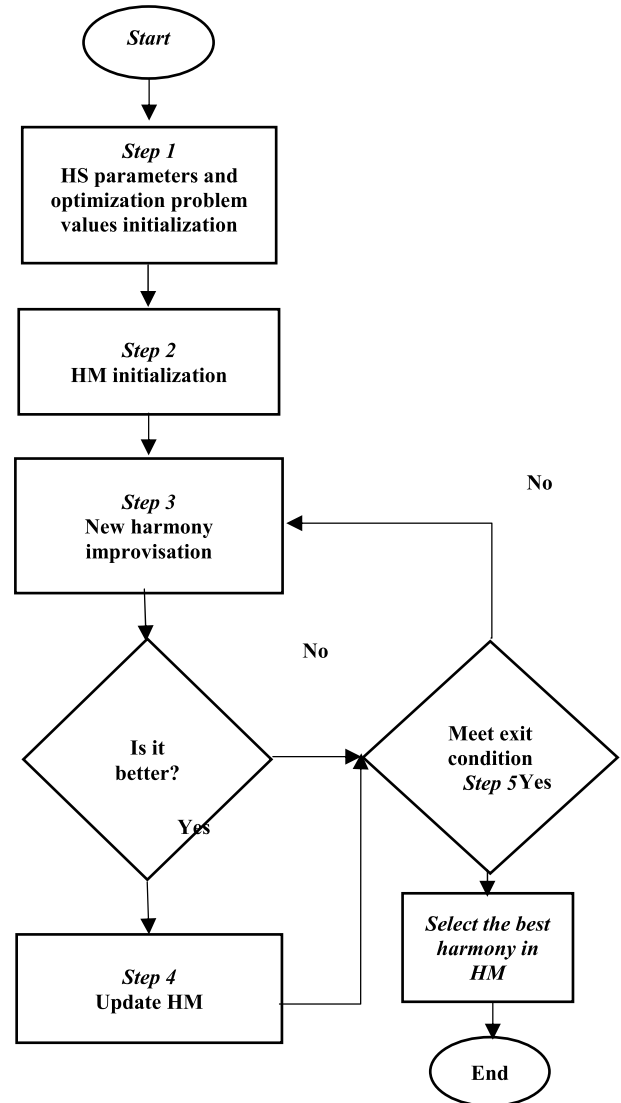 Start
Step 1
HS parameters and
optimization problem
values initialization
Step 2
HM initialization
Step 3
New harmony
improvisation
No
Is it
better?
Yes
No
Meet exit
condition
Step 5Yes
Step 4
Update HM
Select the best
harmony in
HM
End